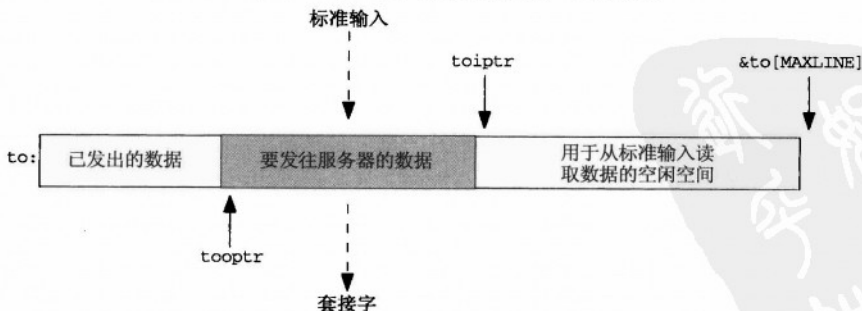 标准输入
toiptr
&to[MAXLINE]
to:
已发出的数据
要发往服务器的数据
用于从标准输入读
取数据的空闲空间
tooptr
套接字